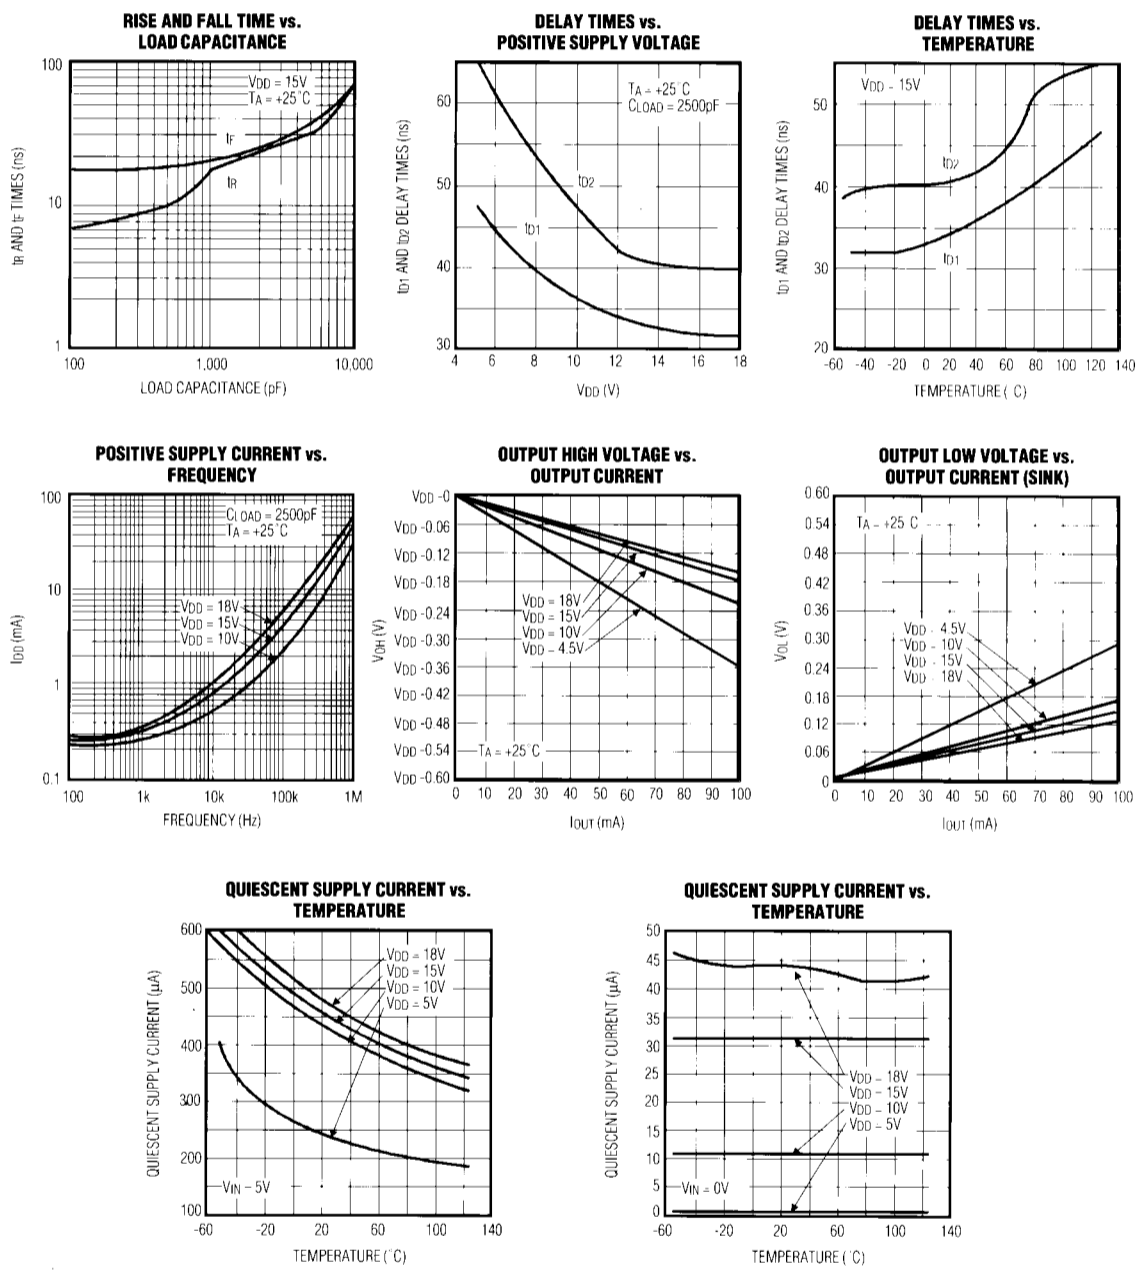 RISE AND FALL TIME vs.
LOAD CAPACITANCE
100
10
1
tR AND tF TIMES (ns)
VDD = 15V
TA = +25°C
tF
tR
100
1,000
10,000
LOAD CAPACITANCE (pF)
DELAY TIMES vs.
POSITIVE SUPPLY VOLTAGE
60
50
40
30
tD1 AND tD2 DELAY TIMES (ns)
TA = +25°C
CLOAD = 2500pF
tD2
tD1
4 6 8 10 12 14 16 18
VDD (V)
DELAY TIMES vs.
TEMPERATURE
50
40
30
20
tD1 AND tD2 DELAY TIMES (ns)
VDD = 15V
tD2
tD1
-60 -40 -20 0 20 40 60 80 100 120 140
TEMPERATURE (°C)
POSITIVE SUPPLY CURRENT vs.
FREQUENCY
100
10
1
0.1
IDD (mA)
CLOAD = 2500pF
TA = +25°C
VDD = 18V
VDD = 15V
VDD = 10V
100 1k 10k 100k 1M
FREQUENCY (Hz)
OUTPUT HIGH VOLTAGE vs.
OUTPUT CURRENT
VDD -0
VDD -0.06
VDD -0.12
VDD -0.18
VDD -0.24
VDD -0.30
VDD -0.36
VDD -0.42
VDD -0.48
VDD -0.54
VDD -0.60
VOH (V)
VDD = 18V
VDD = 15V
VDD = 10V
VDD = 4.5V
TA = +25°C
0 10 20 30 40 50 60 70 80 90 100
IOUT (mA)
OUTPUT LOW VOLTAGE vs.
OUTPUT CURRENT (SINK)
0.60
0.54
0.48
0.42
0.36
0.30
0.24
0.18
0.12
0.06
0
VOL (V)
TA = +25°C
VDD = 4.5V
VDD = 10V
VDD = 15V
VDD = 18V
0 10 20 30 40 50 60 70 80 90 100
IOUT (mA)
QUIESCENT SUPPLY CURRENT vs.
TEMPERATURE
600
500
400
300
200
100
QUIESCENT SUPPLY CURRENT (µA)
VDD = 18V
VDD = 15V
VDD = 10V
VDD = 5V
VIN = 5V
-60 -20 20 60 100 140
TEMPERATURE (°C)
QUIESCENT SUPPLY CURRENT vs.
TEMPERATURE
50
45
40
35
30
25
20
15
10
5
0
QUIESCENT SUPPLY CURRENT (µA)
VDD = 18V
VDD = 15V
VDD = 10V
VDD = 5V
VIN = 0V
-60 -20 20 60 100 140
TEMPERATURE (°C)